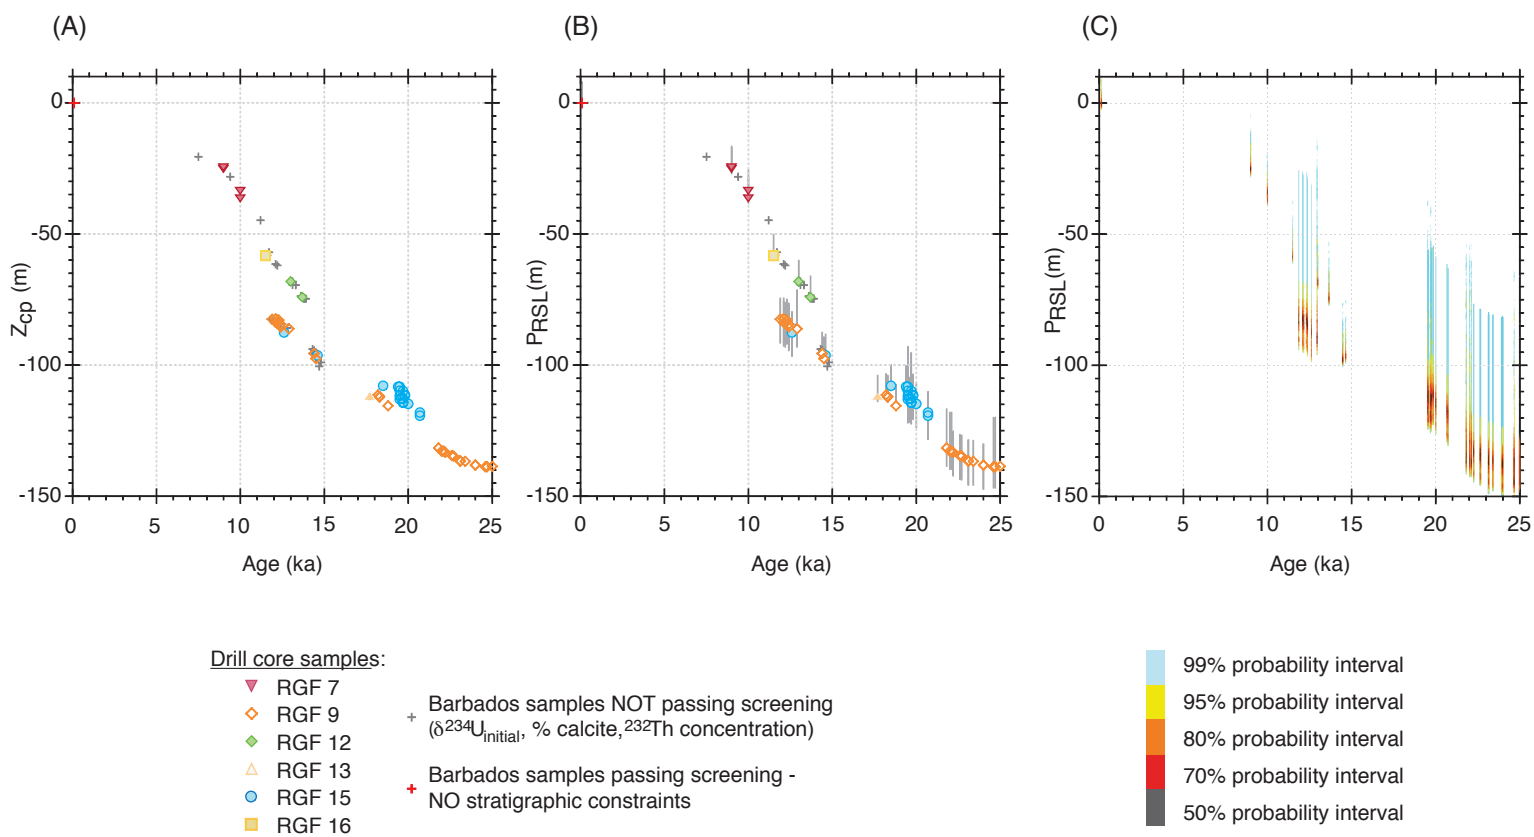 (A)
(B)
(C)
0
-50
-100
-150
Zcp (m)
0 5 10 15 20 25
Age (ka)
0
-50
-100
-150
PRSL(m)
0 5 10 15 20 25
Age (ka)
0
-50
-100
-150
PRSL(m)
0 5 10 15 20 25
Age (ka)
Drill core samples:
RGF 7
RGF 9
RGF 12
RGF 13
RGF 15
RGF 16
Barbados samples NOT passing screening
(δ²³⁴Uinitial, % calcite,²³²Th concentration)
Barbados samples passing screening -
NO stratigraphic constraints
99% probability interval
95% probability interval
80% probability interval
70% probability interval
50% probability interval